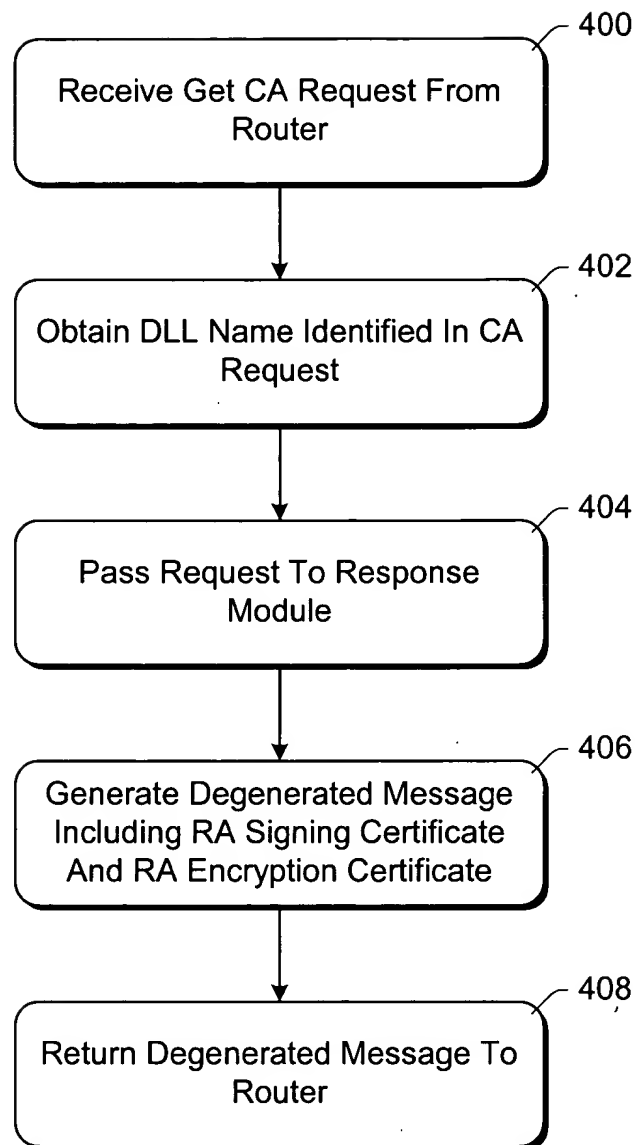 400
Receive Get CA Request From
Router
402
Obtain DLL Name Identified In CA
Request
404
Pass Request To Response
Module
406
Generate Degenerated Message
Including RA Signing Certificate
And RA Encryption Certificate
408
Return Degenerated Message To
Router